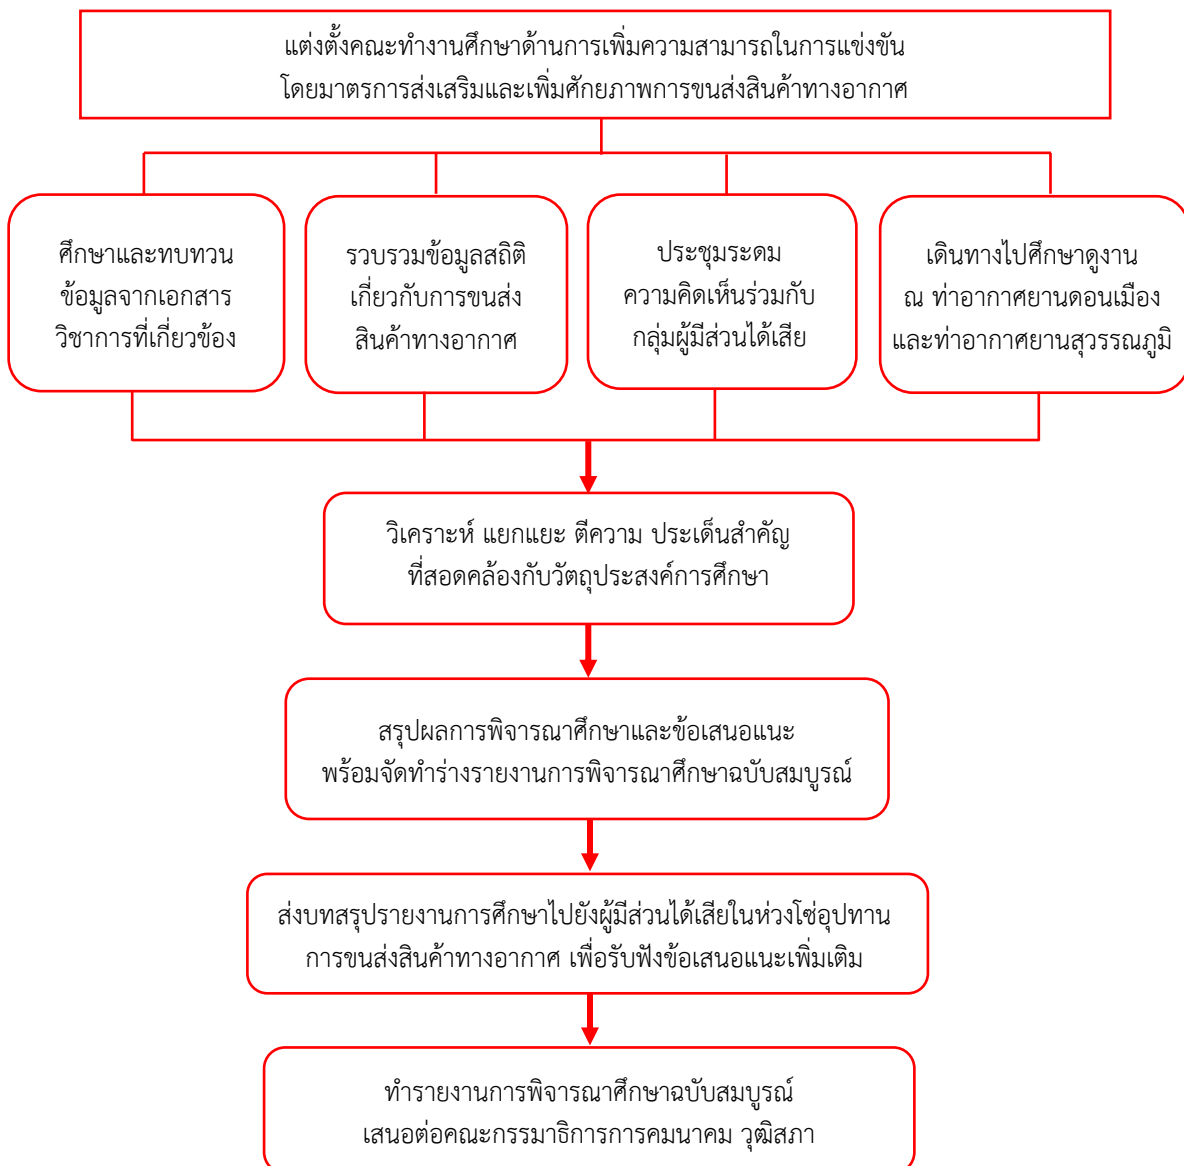 แต่งตั้งคณะทำงานศึกษาด้านการเพิ่มความสามารถในการแข่งขัน
โดยมาตรการส่งเสริมและเพิ่มศักยภาพการขนส่งสินค้าทางอากาศ
ศึกษาและทบทวน
ข้อมูลจากเอกสาร
วิชาการที่เกี่ยวข้อง
รวบรวมข้อมูลสถิติ
เกี่ยวกับการขนส่ง
สินค้าทางอากาศ
ประชุมระดม
ความคิดเห็นร่วมกับ
กลุ่มผู้มีส่วนได้เสีย
เดินทางไปศึกษาดูงาน
ณ ท่าอากาศยานดอนเมือง
และท่าอากาศยานสุวรรณภูมิ
วิเคราะห์ แยกแยะ ตีความ ประเด็นสำคัญ
ที่สอดคล้องกับวัตถุประสงค์การศึกษา
สรุปผลการพิจารณาศึกษาและข้อเสนอแนะ
พร้อมจัดทำร่างรายงานการพิจารณาศึกษาฉบับสมบูรณ์
ส่งบทสรุปรายงานการศึกษาไปยังผู้มีส่วนได้เสียในห่วงโซ่อุปทาน
การขนส่งสินค้าทางอากาศ เพื่อรับฟังข้อเสนอแนะเพิ่มเติม
ทำรายงานการพิจารณาศึกษาฉบับสมบูรณ์
เสนอต่อคณะกรรมาธิการการคมนาคม วุฒิสภา